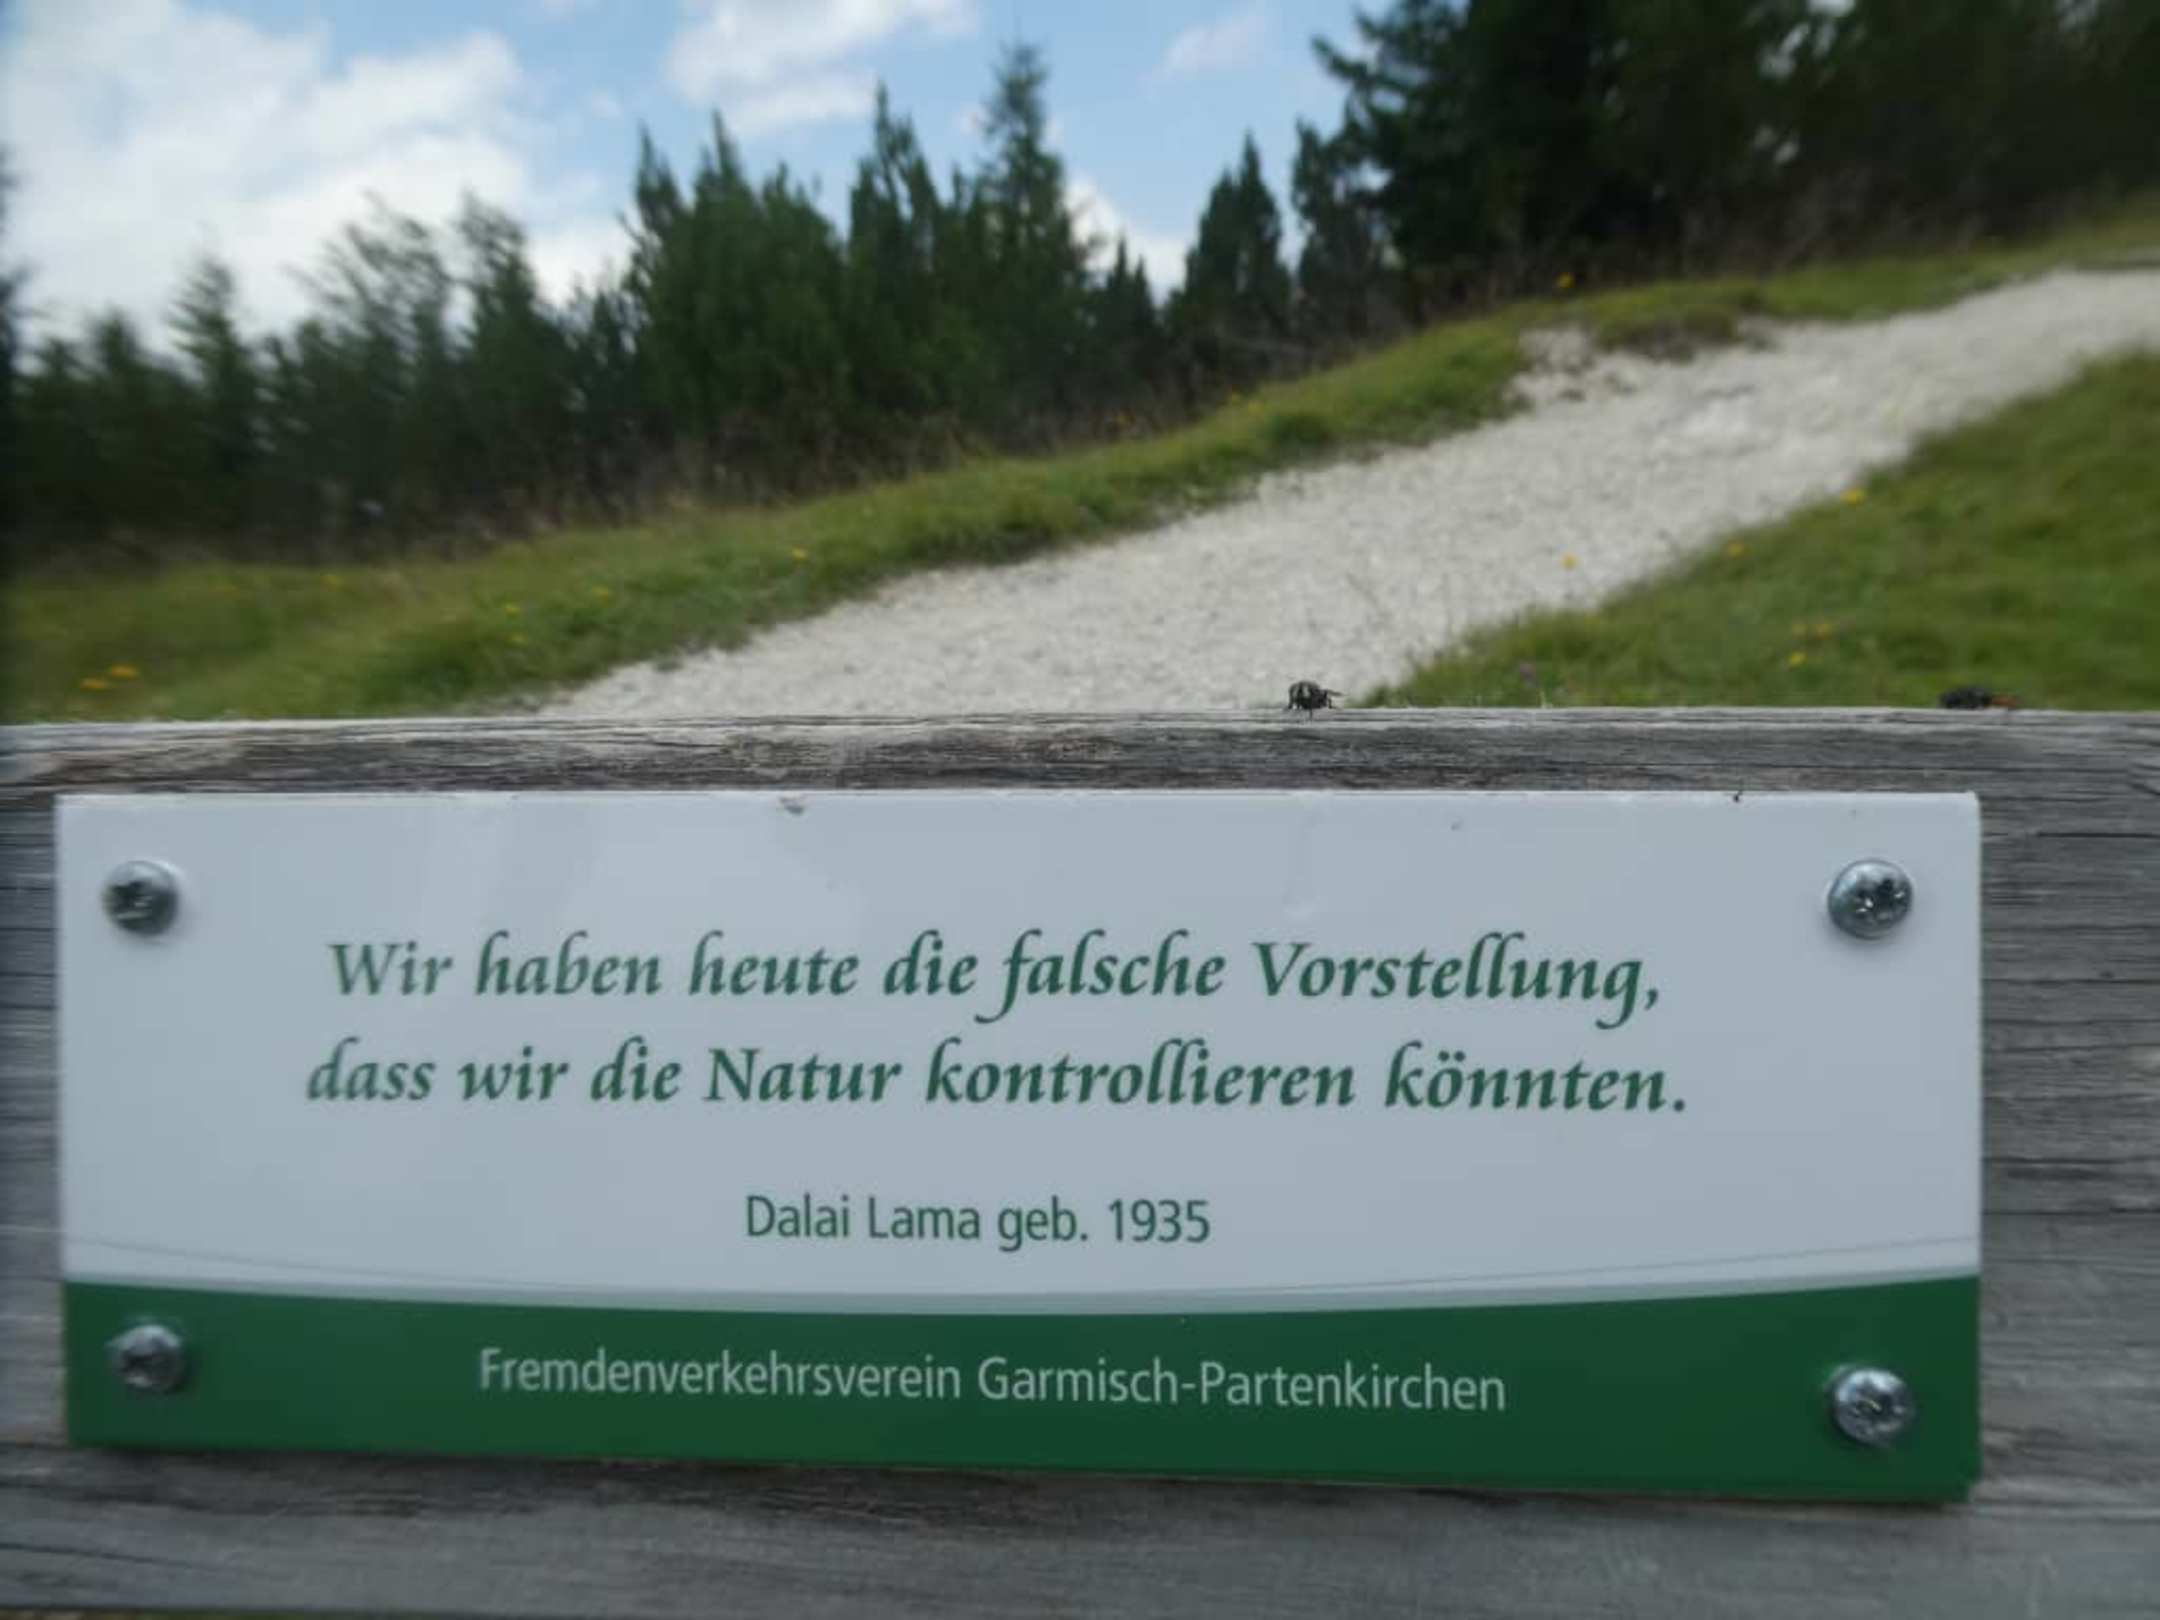 Wir haben heute die falsche Vorstellung,
dass wir die Natur kontrollieren könnten.
Dalai Lama geb. 1935
Fremdenverkehrsverein Garmisch-Partenkirchen